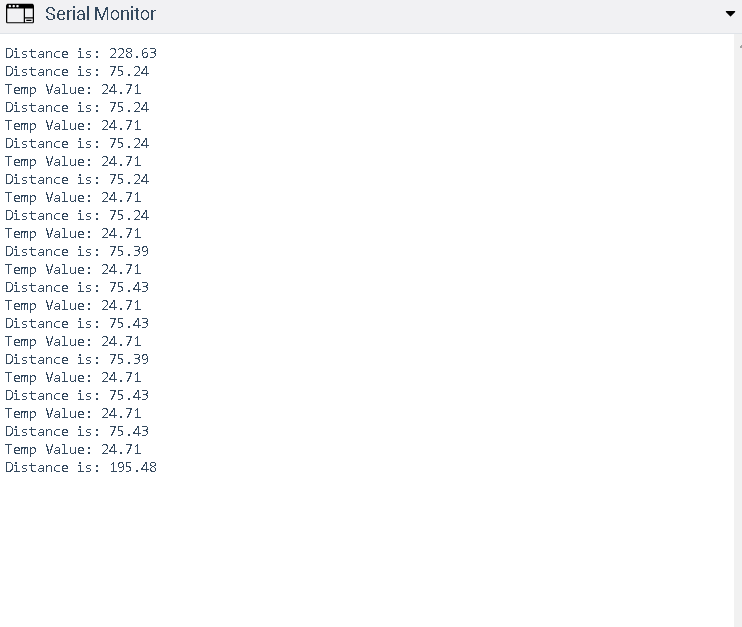 Serial Monitor
Distance is: 228.63
Distance is: 75.24
Temp Value: 24.71
Distance is: 75.24
Temp Value: 24.71
Distance is: 75.24
Temp Value: 24.71
Distance is: 75.24
Temp Value: 24.71
Distance is: 75.24
Temp Value: 24.71
Distance is: 75.39
Temp Value: 24.71
Distance is: 75.43
Temp Value: 24.71
Distance is: 75.43
Temp Value: 24.71
Distance is: 75.39
Temp Value: 24.71
Distance is: 75.43
Temp Value: 24.71
Distance is: 75.43
Temp Value: 24.71
Distance is: 195.48